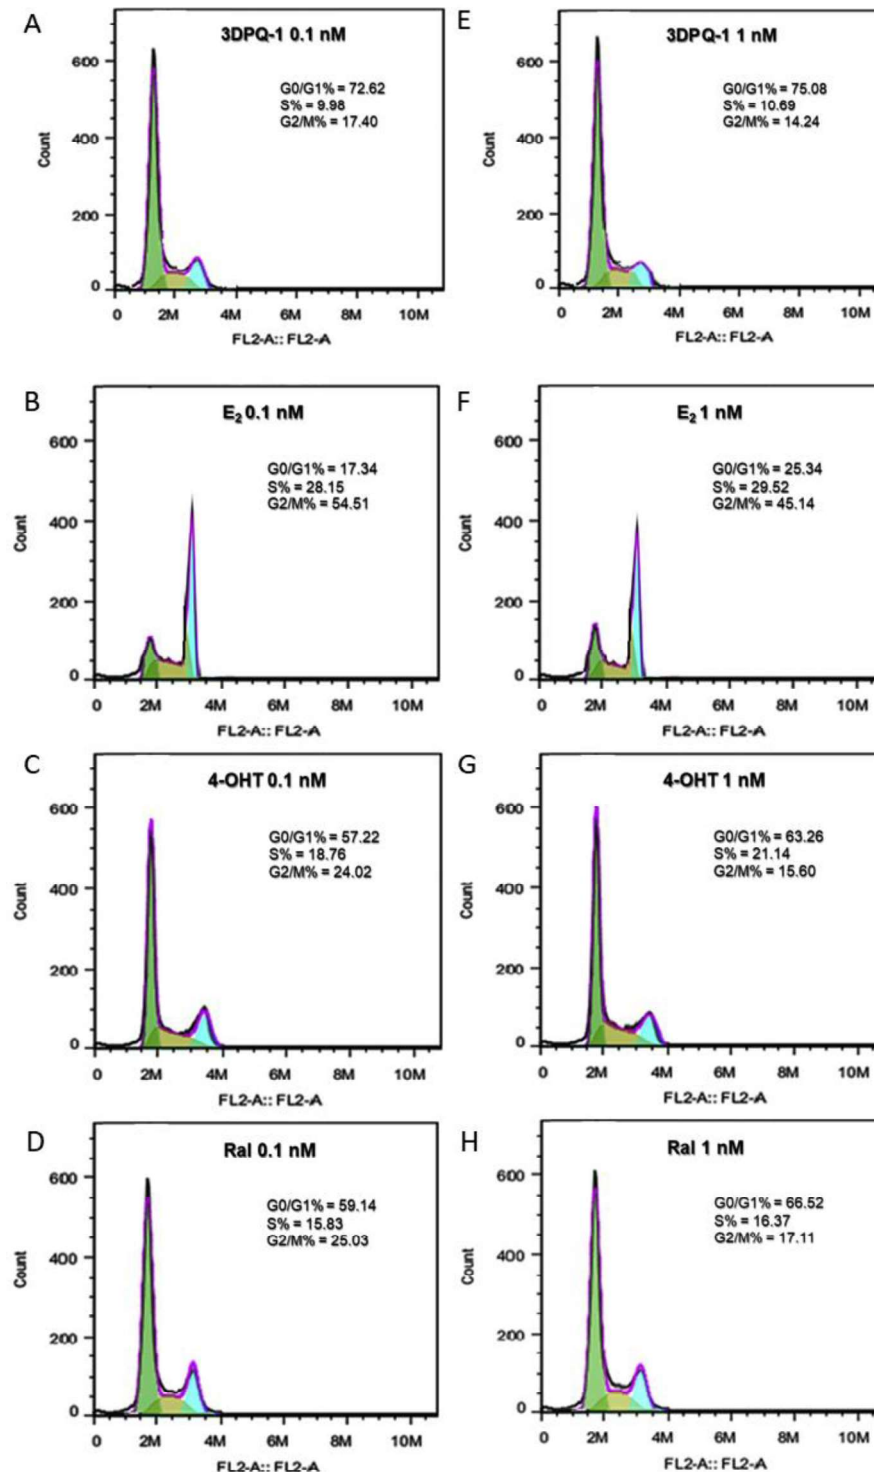 A
3DPQ-1 0.1 nM
G0/G1% = 72.62
S% = 9.98
G2/M% = 17.40
Count
600
400
200
0
0 2M 4M 6M 8M 10M
FL2-A:: FL2-A
E
3DPQ-1 1 nM
G0/G1% = 75.08
S% = 10.69
G2/M% = 14.24
Count
600
400
200
0
0 2M 4M 6M 8M 10M
FL2-A:: FL2-A
B
E₂ 0.1 nM
G0/G1% = 17.34
S% = 28.15
G2/M% = 54.51
Count
600
400
200
0
0 2M 4M 6M 8M 10M
FL2-A:: FL2-A
F
E₂ 1 nM
G0/G1% = 25.34
S% = 29.52
G2/M% = 45.14
Count
600
400
200
0
0 2M 4M 6M 8M 10M
FL2-A:: FL2-A
C
4-OHT 0.1 nM
G0/G1% = 57.22
S% = 18.76
G2/M% = 24.02
Count
600
400
200
0
0 2M 4M 6M 8M 10M
FL2-A:: FL2-A
G
4-OHT 1 nM
G0/G1% = 63.26
S% = 21.14
G2/M% = 15.60
Count
600
400
200
0
0 2M 4M 6M 8M 10M
FL2-A:: FL2-A
D
Ral 0.1 nM
G0/G1% = 59.14
S% = 15.83
G2/M% = 25.03
Count
600
400
200
0
0 2M 4M 6M 8M 10M
FL2-A:: FL2-A
H
Ral 1 nM
G0/G1% = 66.52
S% = 16.37
G2/M% = 17.11
Count
600
400
200
0
0 2M 4M 6M 8M 10M
FL2-A:: FL2-A